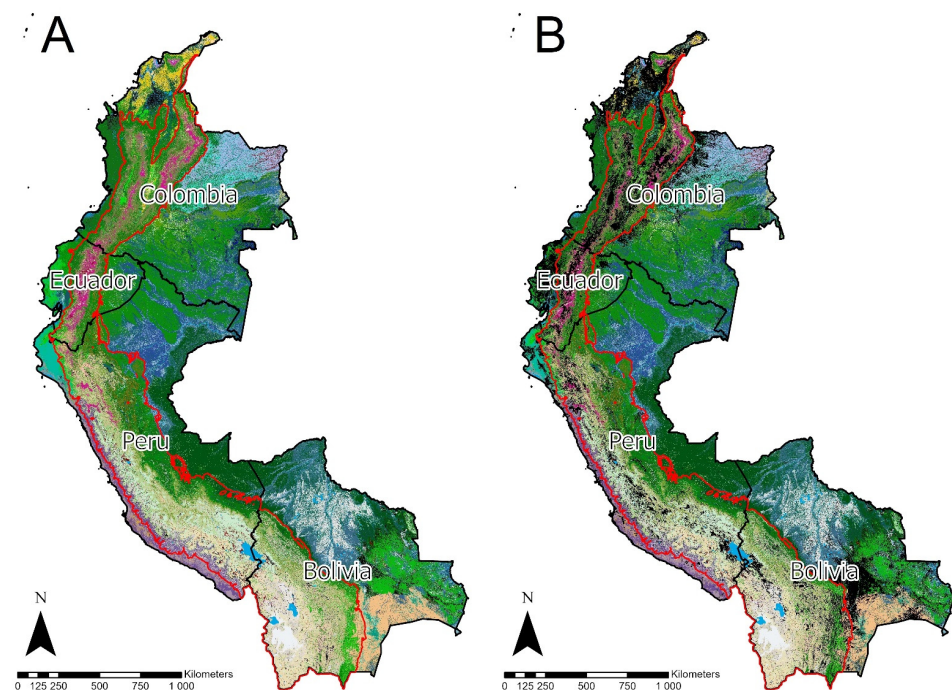 A
B
Colombia
Colombia
Ecuador
Ecuador
Peru
Peru
Bolivia
Bolivia
N
N
0 125 250 500 750 1 000 Kilometers
0 125 250 500 750 1 000 Kilometers